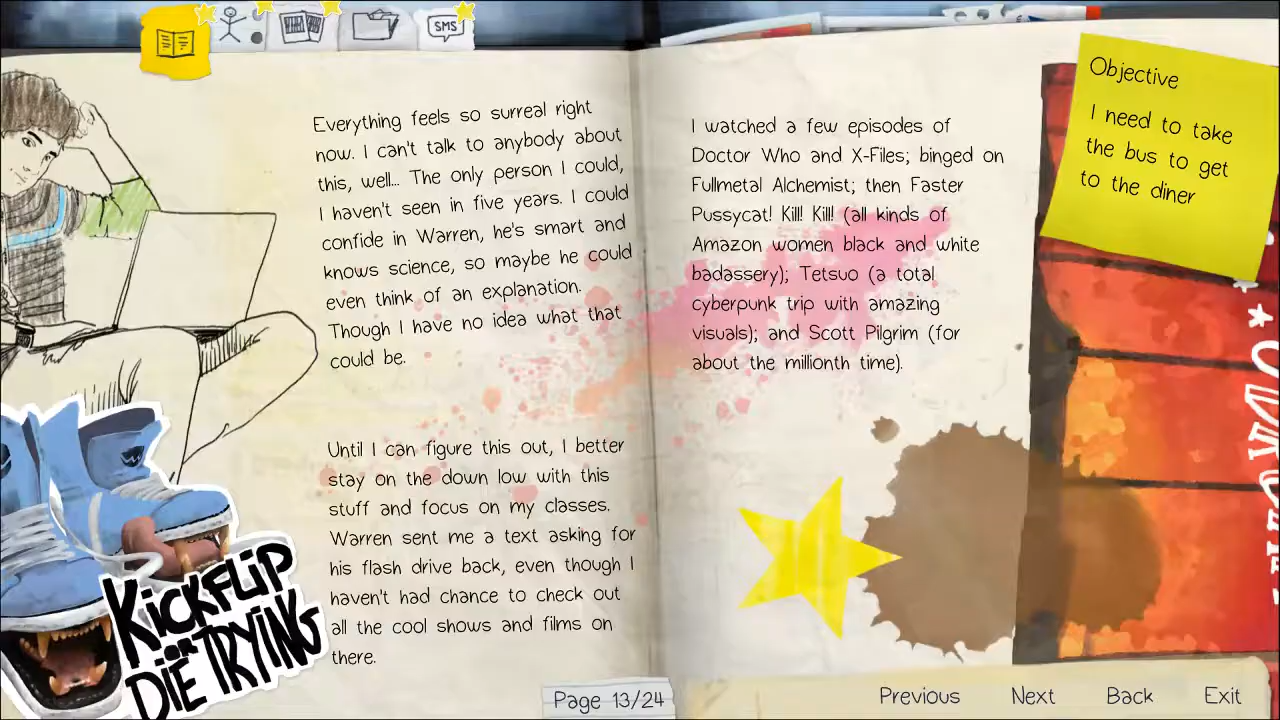 SMS
Everything feels so surreal right
now. I can't talk to anybody about
this, well... The only person I could,
I haven't seen in five years. I could
confide in Warren, he's smart and
knows science, so maybe he could
even think of an explanation.
Though I have no idea what that
could be.
Until I can figure this out, I better
stay on the down low with this
stuff and focus on my classes.
Warren sent me a text asking for
his flash drive back, even though I
haven't had chance to check out
all the cool shows and films on
there.
KICKFLIP
OR
DIE TRYING
I watched a few episodes of
Doctor Who and X-Files; binged on
Fullmetal Alchemist; then Faster
Pussycat! Kill! Kill! (all kinds of
Amazon women black and white
badassery); Tetsuo (a total
cyberpunk trip with amazing
visuals); and Scott Pilgrim (for
about the millionth time).
Objective
I need to take
the bus to get
to the diner
Page 13/24
Previous Next Back Exit